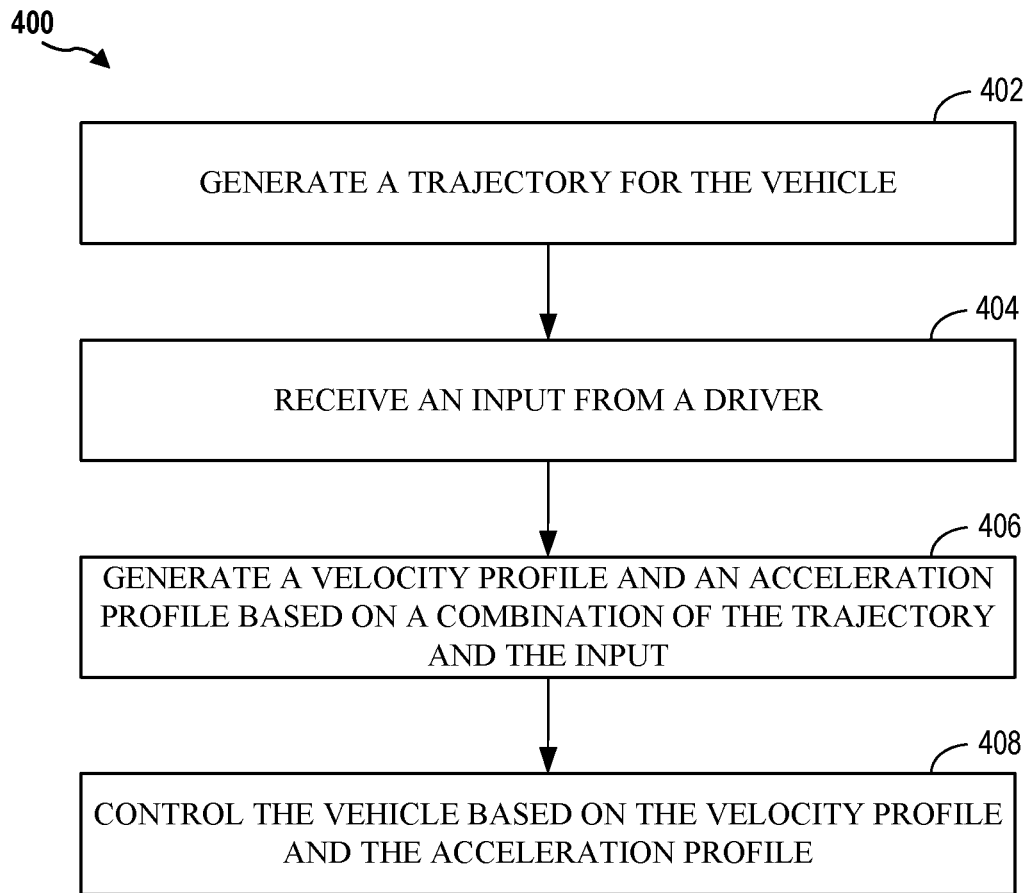 400
402
GENERATE A TRAJECTORY FOR THE VEHICLE
404
RECEIVE AN INPUT FROM A DRIVER
406
GENERATE A VELOCITY PROFILE AND AN ACCELERATION
PROFILE BASED ON A COMBINATION OF THE TRAJECTORY
AND THE INPUT
408
CONTROL THE VEHICLE BASED ON THE VELOCITY PROFILE
AND THE ACCELERATION PROFILE